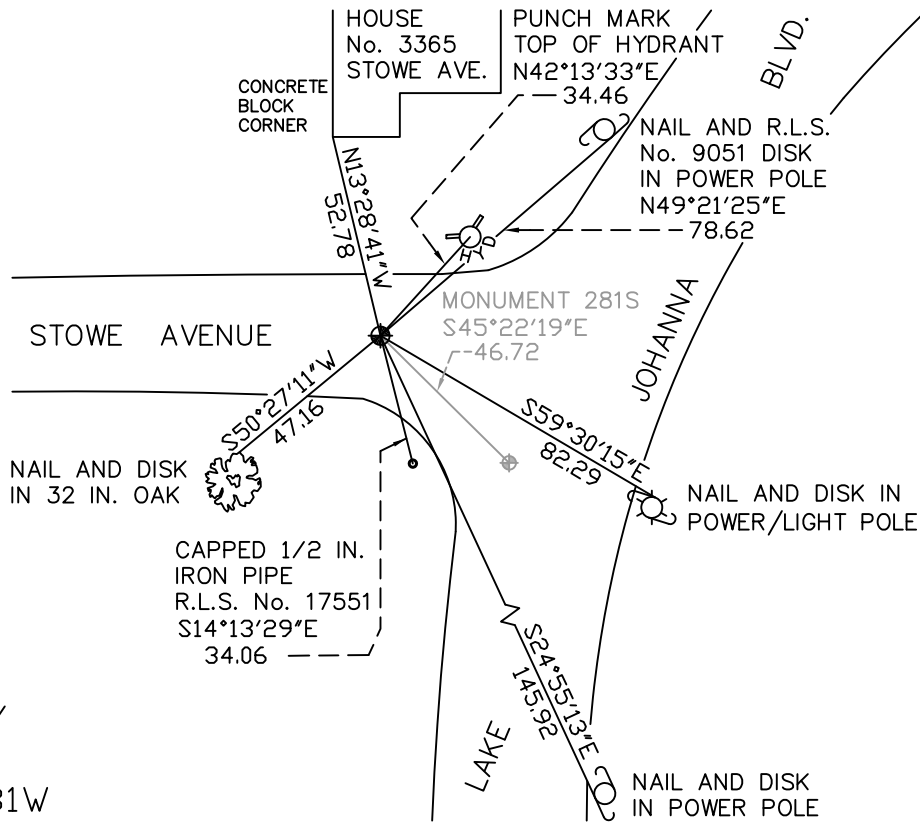 HOUSE
No. 3365
STOWE AVE.
PUNCH MARK
TOP OF HYDRANT
N42°13'33"E
34.46
BLVD.
CONCRETE
BLOCK
CORNER
NAIL AND R.L.S.
No. 9051 DISK
IN POWER POLE
N49°21'25"E
78.62
N13°28'41"W
52.78
HYD
MONUMENT 281S
S45°22'19"E
46.72
STOWE AVENUE
JOHANNA
S50°27'11"W
47.16
S59°30'15"E
82.29
NAIL AND DISK
IN 32 IN. OAK
NAIL AND DISK IN
POWER/LIGHT POLE
CAPPED 1/2 IN.
IRON PIPE
R.L.S. No. 17551
S14°13'29"E
34.06
S24°55'13"E
145.92
LAKE
NAIL AND DISK
IN POWER POLE
31W